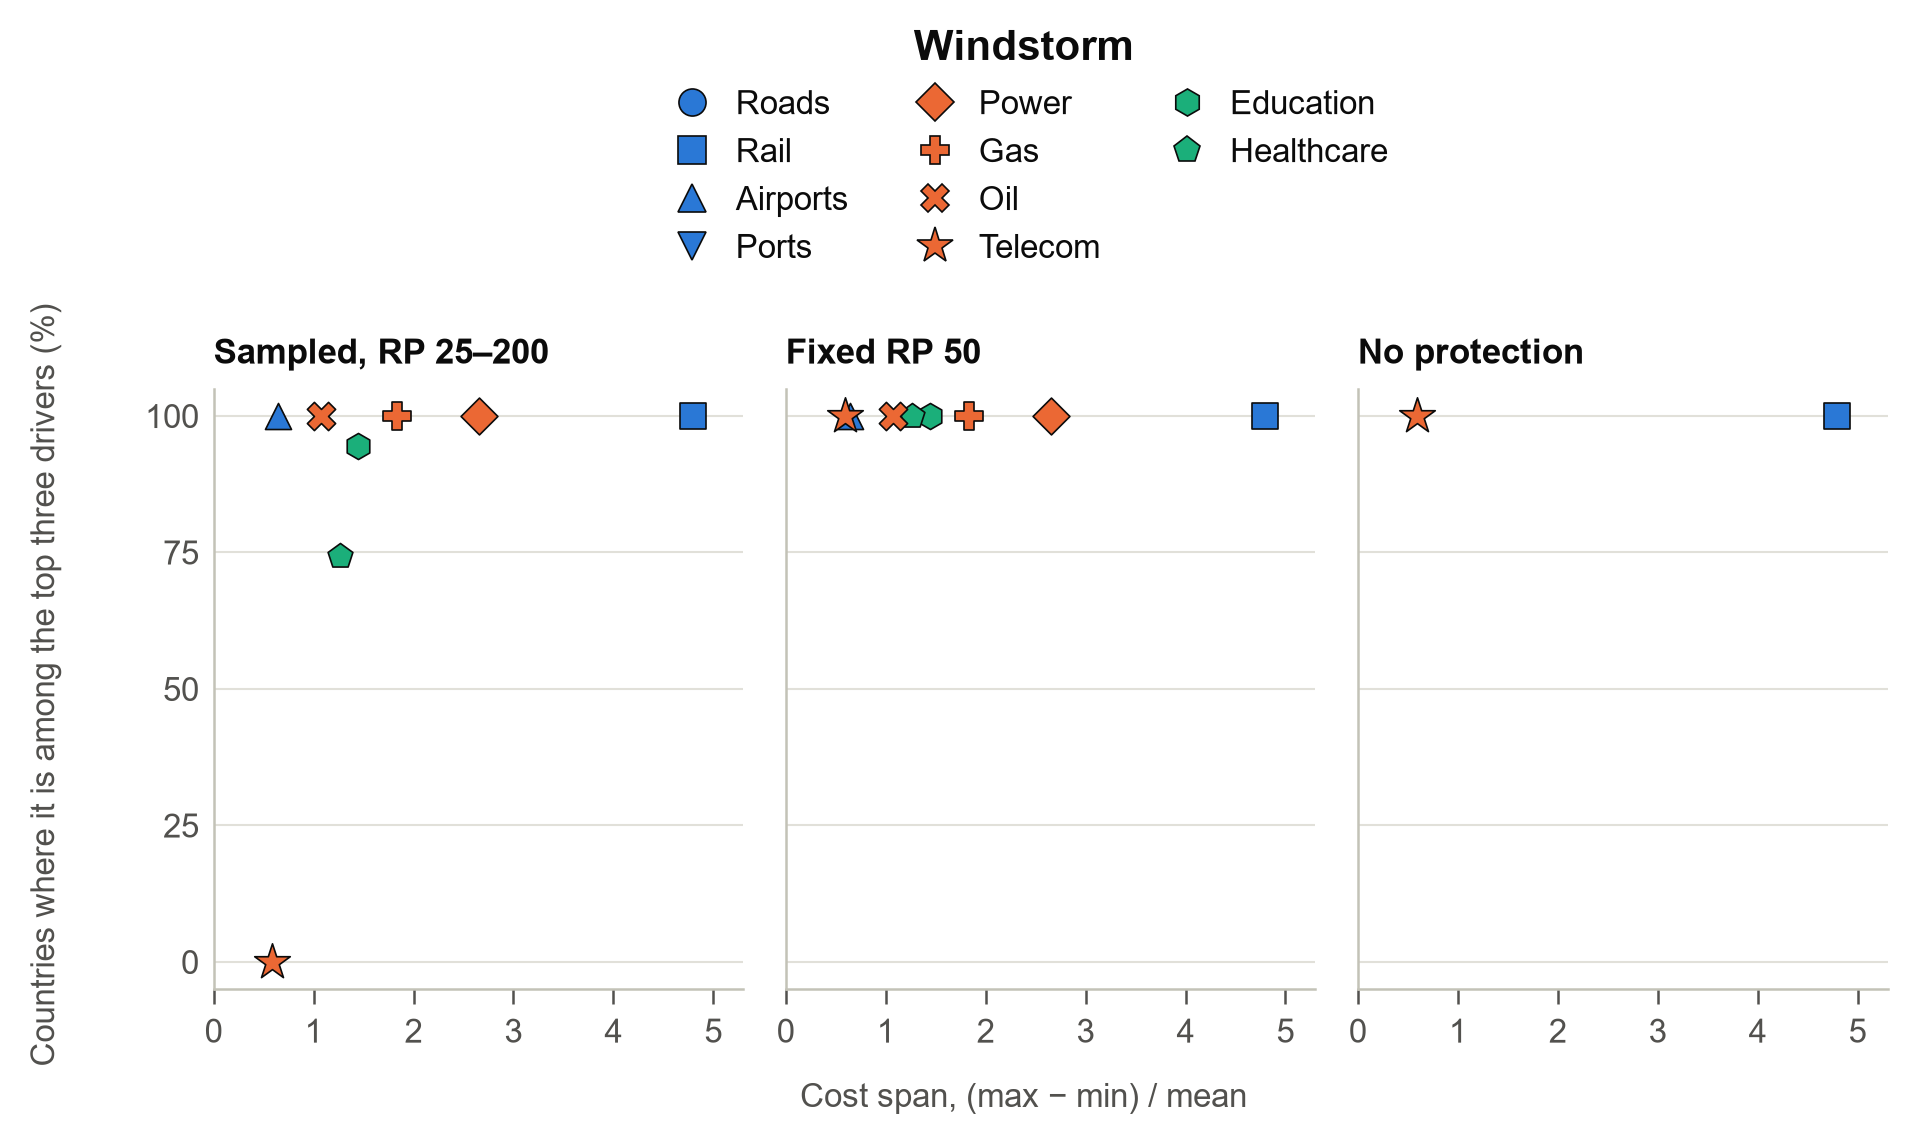 Windstorm
Roads
Rail
Airports
Ports
Power
Gas
Oil
Telecom
Education
Healthcare
Countries where it is among the top three drivers (%)
Sampled, RP 25–200
Fixed RP 50
No protection
100
75
50
25
0
0 1 2 3 4 5
0 1 2 3 4 5
0 1 2 3 4 5
Cost span, (max − min) / mean